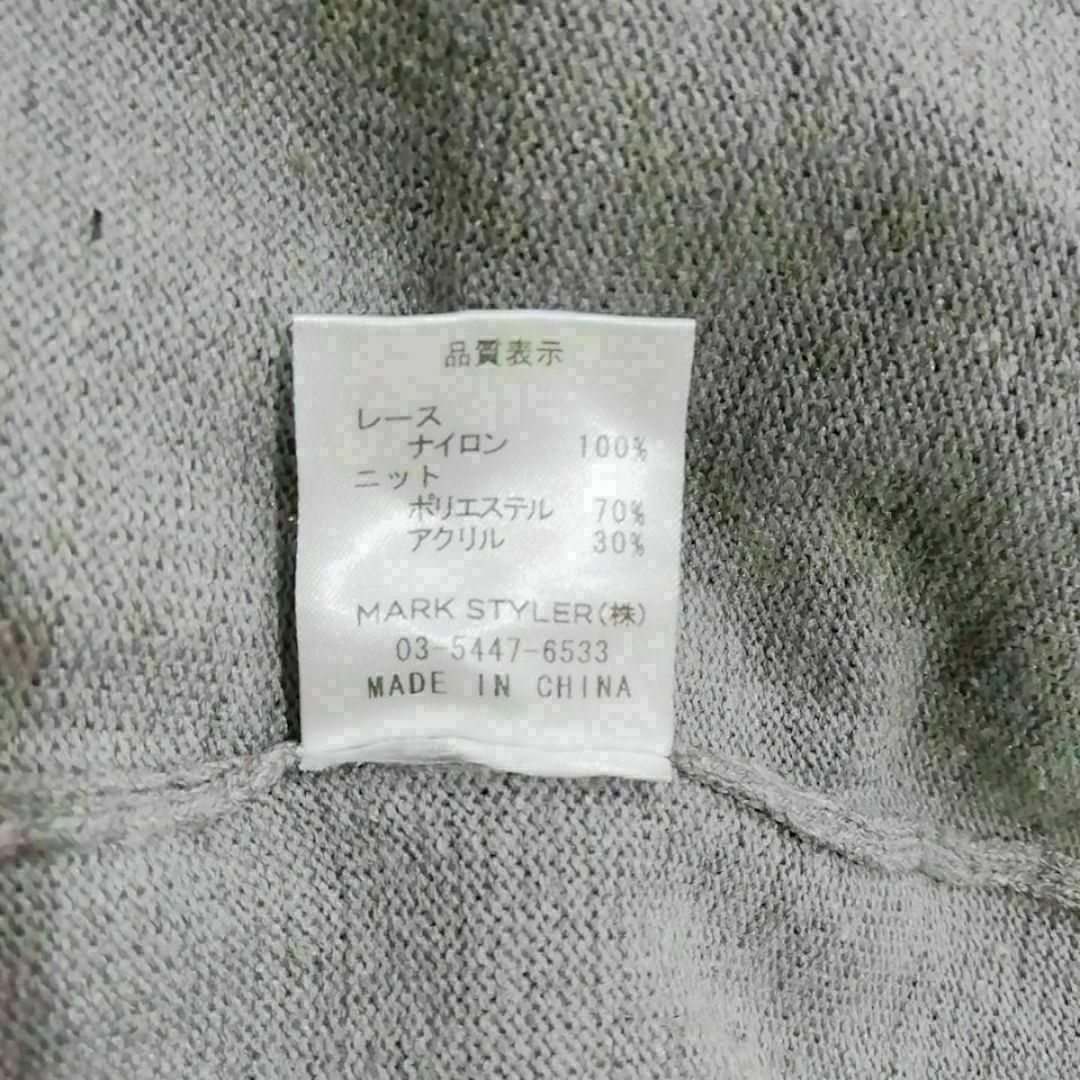 品質表示
レース
ナイロン 100%
ニット
ポリエステル 70%
アクリル 30%
MARK STYLER(株)
03-5447-6533
MADE IN CHINA